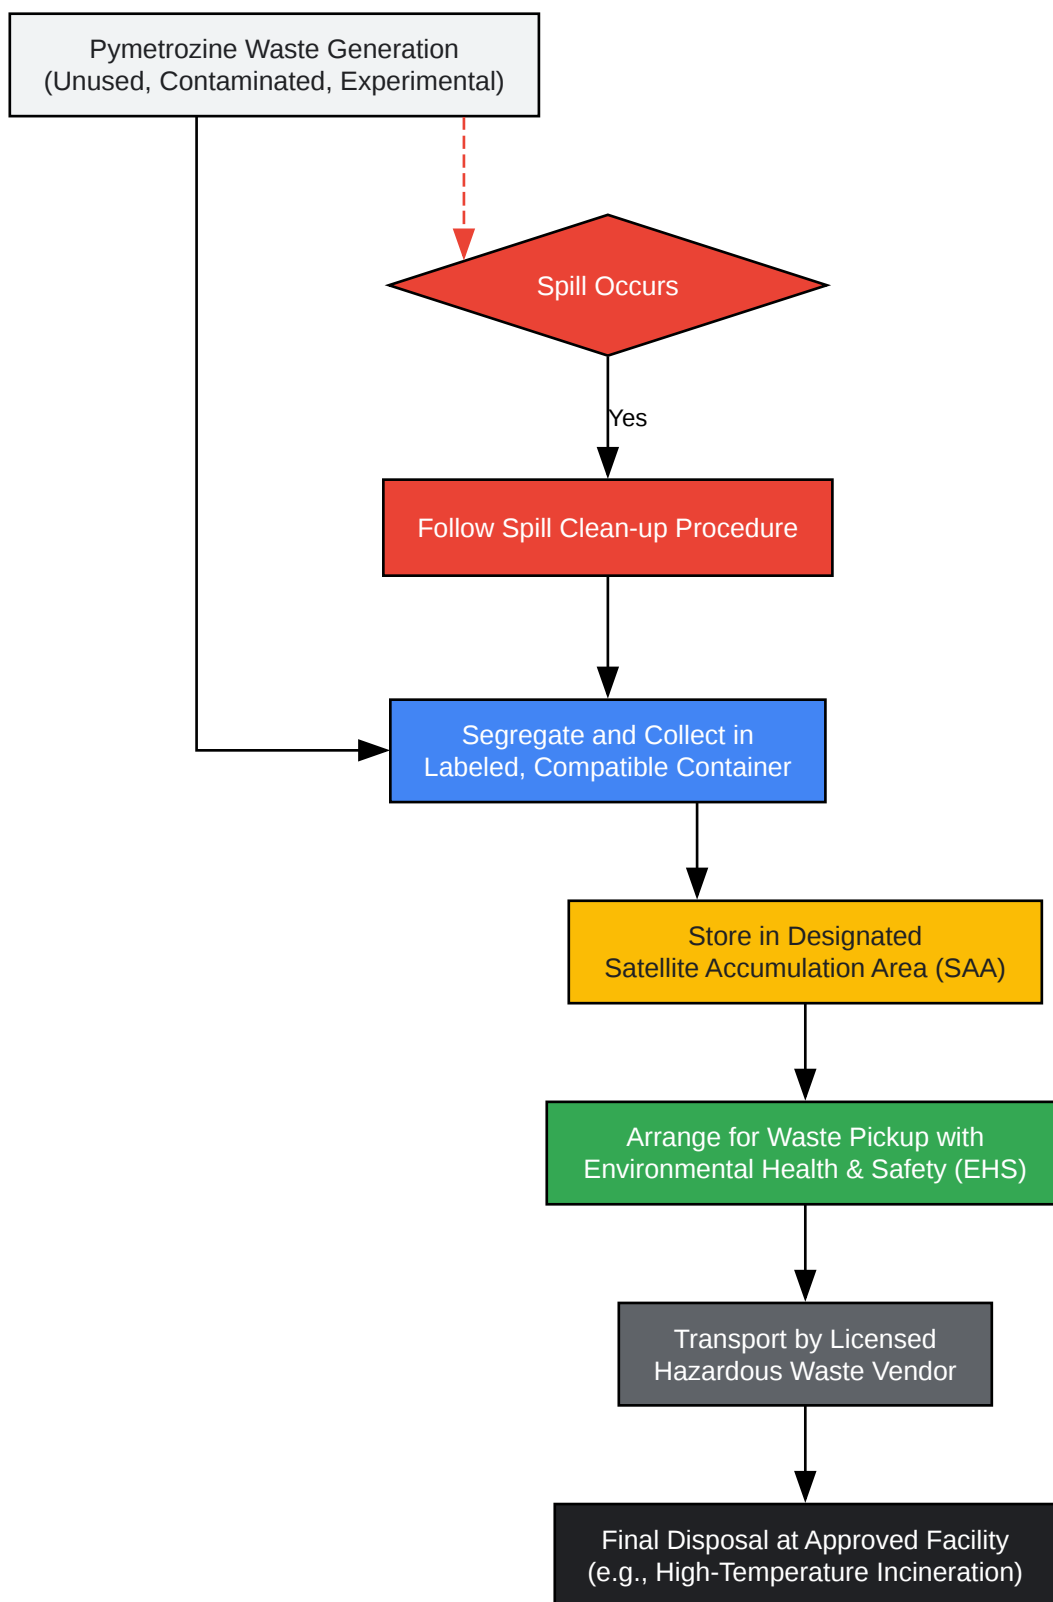 Pymetrozine Waste Generation
(Unused, Contaminated, Experimental)
Spill Occurs
Yes
Follow Spill Clean-up Procedure
Segregate and Collect in
Labeled, Compatible Container
Store in Designated
Satellite Accumulation Area (SAA)
Arrange for Waste Pickup with
Environmental Health & Safety (EHS)
Transport by Licensed
Hazardous Waste Vendor
Final Disposal at Approved Facility
(e.g., High-Temperature Incineration)